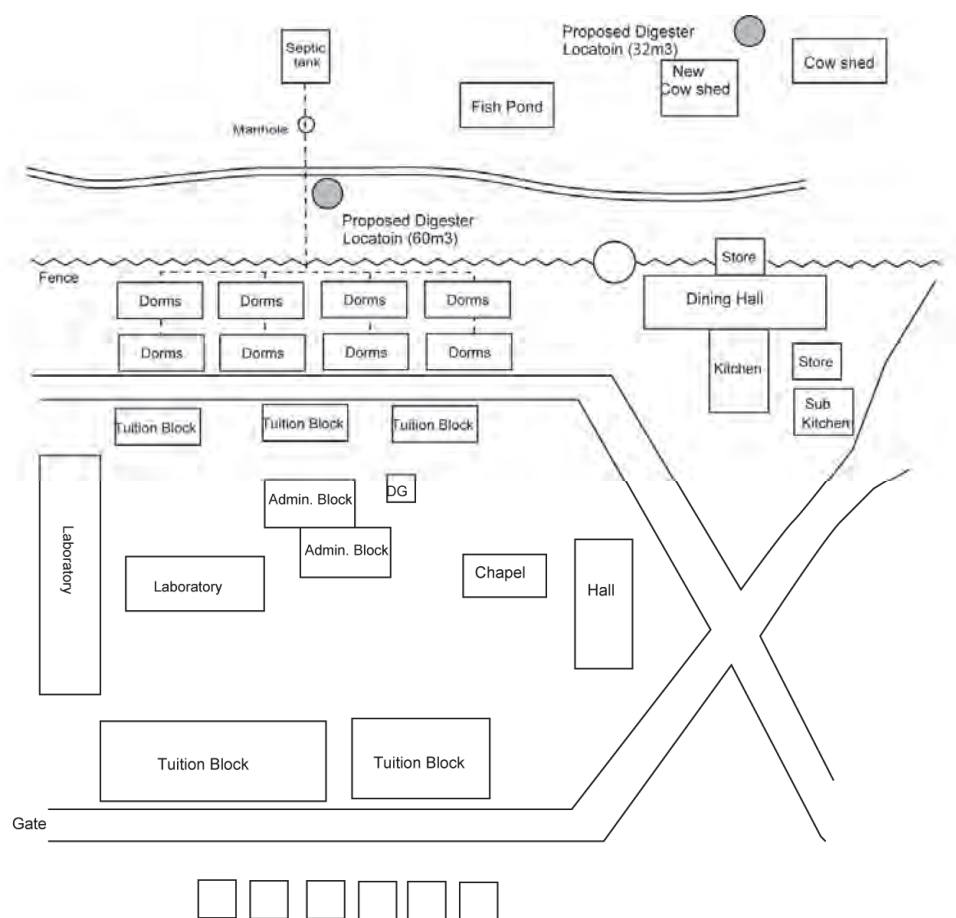 Septic
tank
Proposed Digester
Locatoin (32m3)
New
Cow shed
Cow shed
Fish Pond
Manhole
Proposed Digester
Locatoin (60m3)
Fence
Store
Dorms
Dorms
Dorms
Dorms
Dining Hall
Dorms
Dorms
Dorms
Dorms
Kitchen
Store
Sub
Kitchen
Tuition Block
Tuition Block
Tuition Block
DG
Admin. Block
Admin. Block
Laboratory
Laboratory
Chapel
Hall
Tuition Block
Tuition Block
Gate